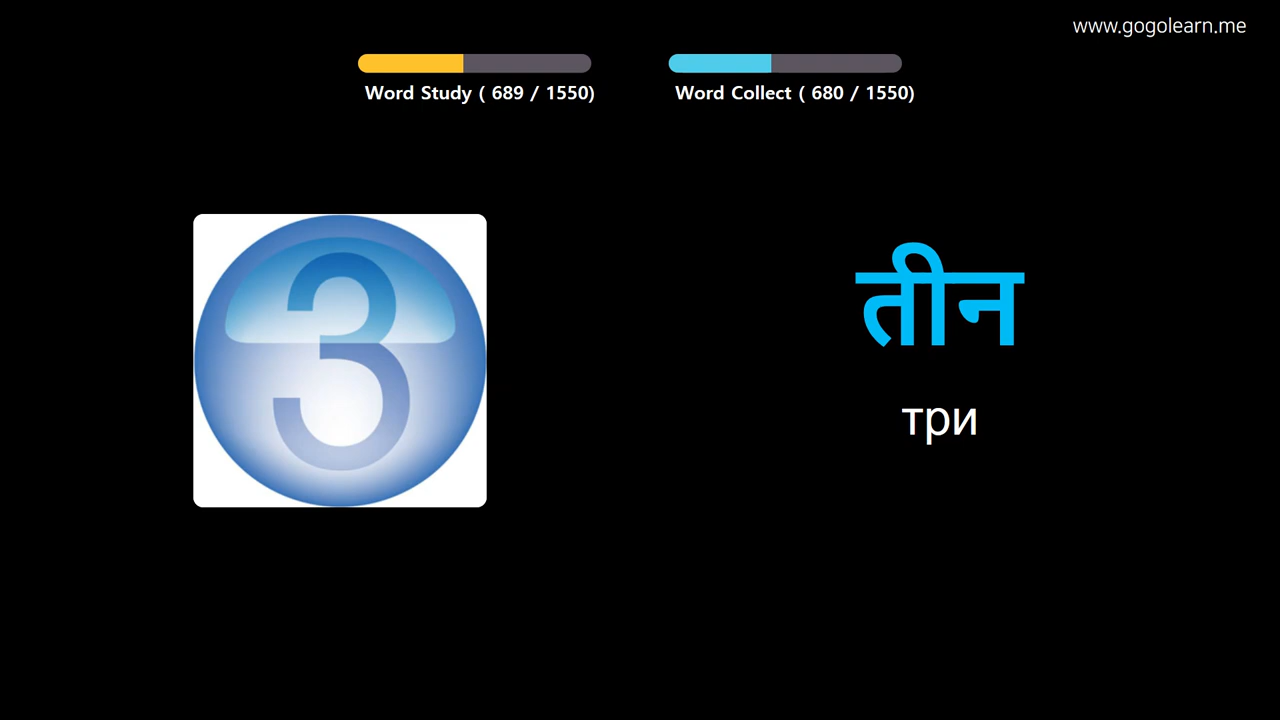 www.gogolearn.me
Word Study ( 689 / 1550)
Word Collect ( 680 / 1550)
3
तीन
три